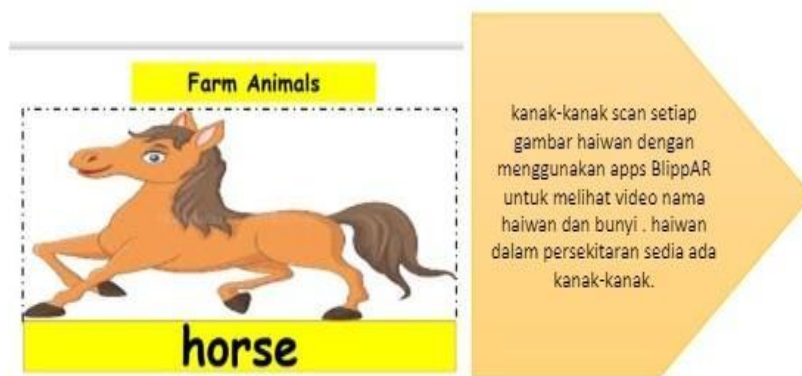 Farm Animals
horse
kanak-kanak scan setiap
gambar haiwan dengan
menggunakan apps BlippAR
untuk melihat video nama
haiwan dan bunyi . haiwan
dalam persekitaran sedia ada
kanak-kanak.